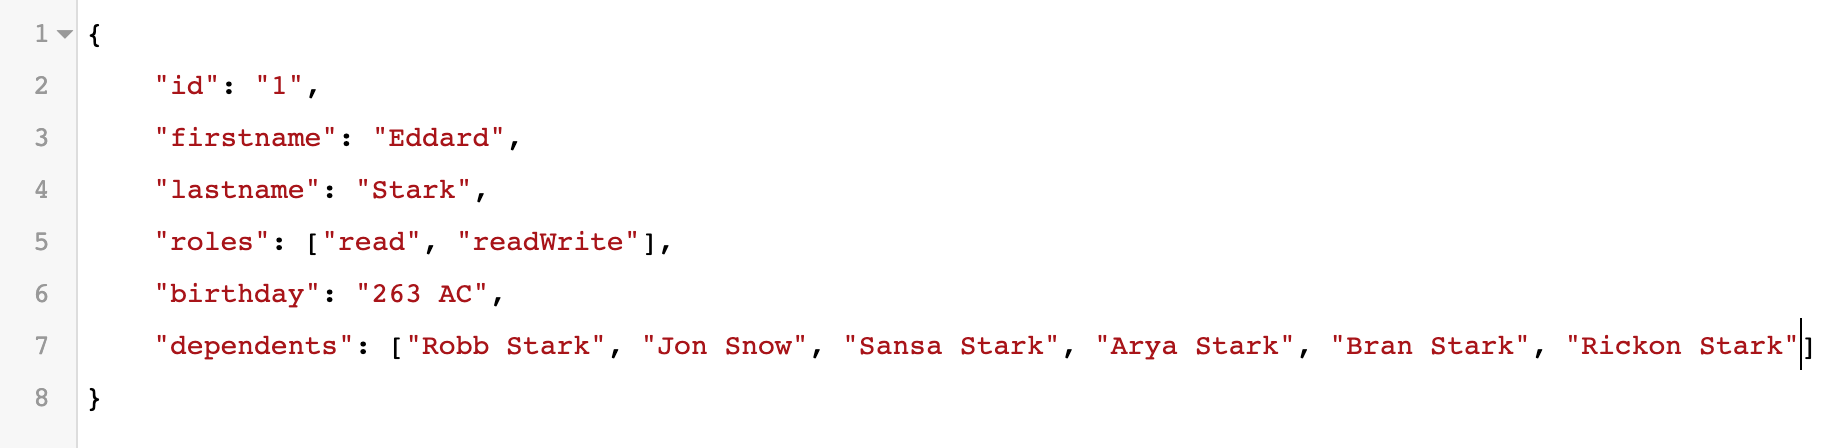 1 {
2     "id": "1",
3     "firstname": "Eddard",
4     "lastname": "Stark",
5     "roles": ["read", "readWrite"],
6     "birthday": "263 AC",
7     "dependents": ["Robb Stark", "Jon Snow", "Sansa Stark", "Arya Stark", "Bran Stark", "Rickon Stark"]
8 }